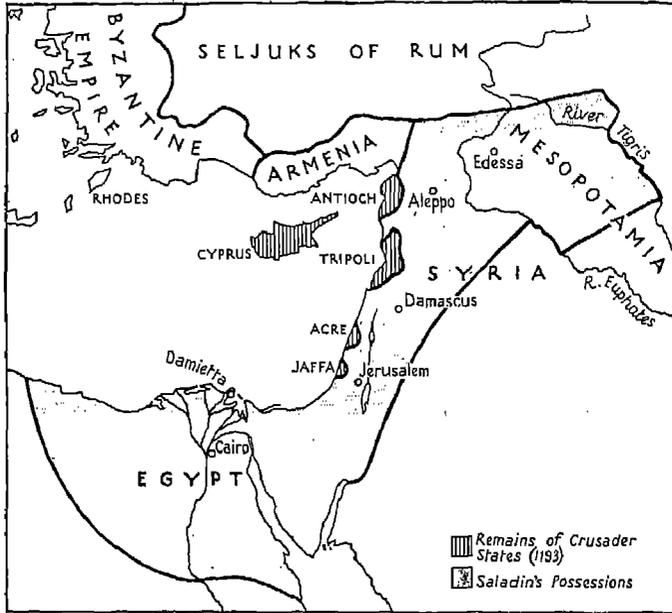 BYZANTINE
EMPIRE
SELJUKS OF RUM
ARMENIA
River Tigris
MESOPOTAMIA
Edessa
RHODES
ANTIOCH
Aleppo
CYPRUS
TRIPOLI
SYRIA
R. Euphrates
Damascus
ACRE
JAFFA
Jerusalem
Damietta
Cairo
EGYPT
Remains of Crusader
States (1193)
Saladin's Possessions